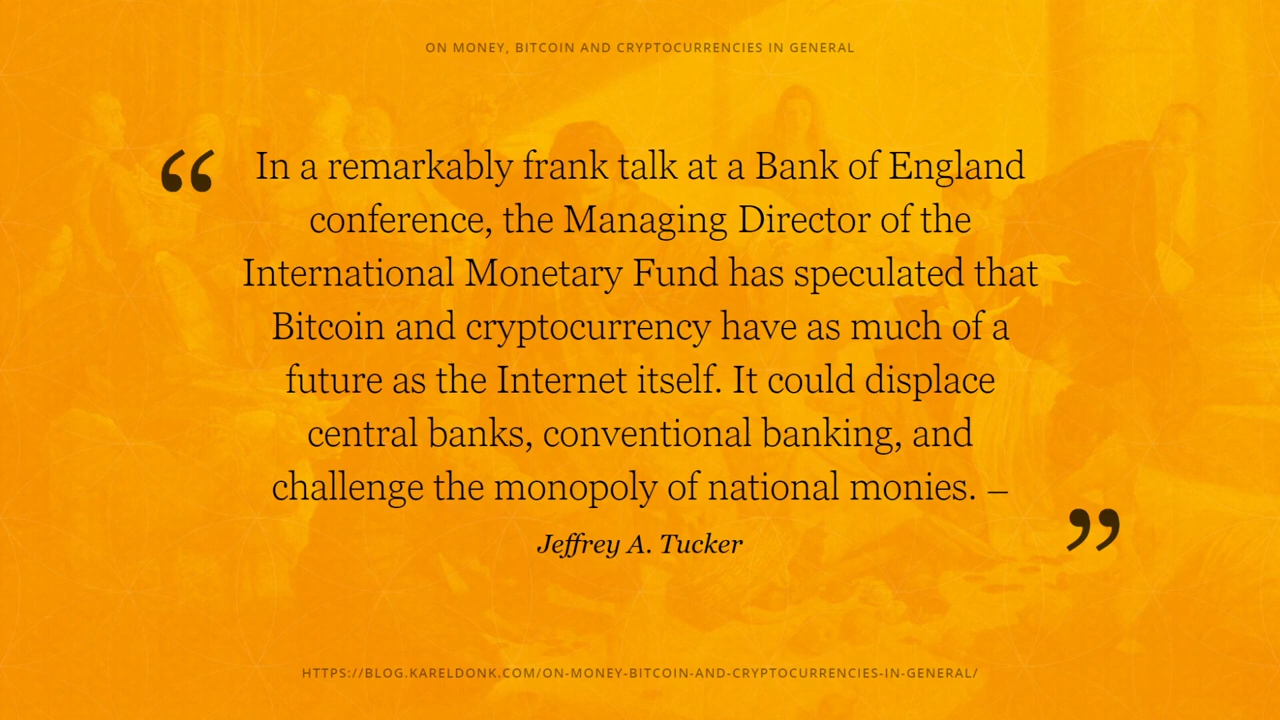 ON MONEY, BITCOIN AND CRYPTOCURRENCIES IN GENERAL
“ In a remarkably frank talk at a Bank of England
conference, the Managing Director of the
International Monetary Fund has speculated that
Bitcoin and cryptocurrency have as much of a
future as the Internet itself. It could displace
central banks, conventional banking, and
challenge the monopoly of national monies. –
Jeffrey A. Tucker ”
HTTPS://BLOG.KARELDONK.COM/ON-MONEY-BITCOIN-AND-CRYPTOCURRENCIES-IN-GENERAL/